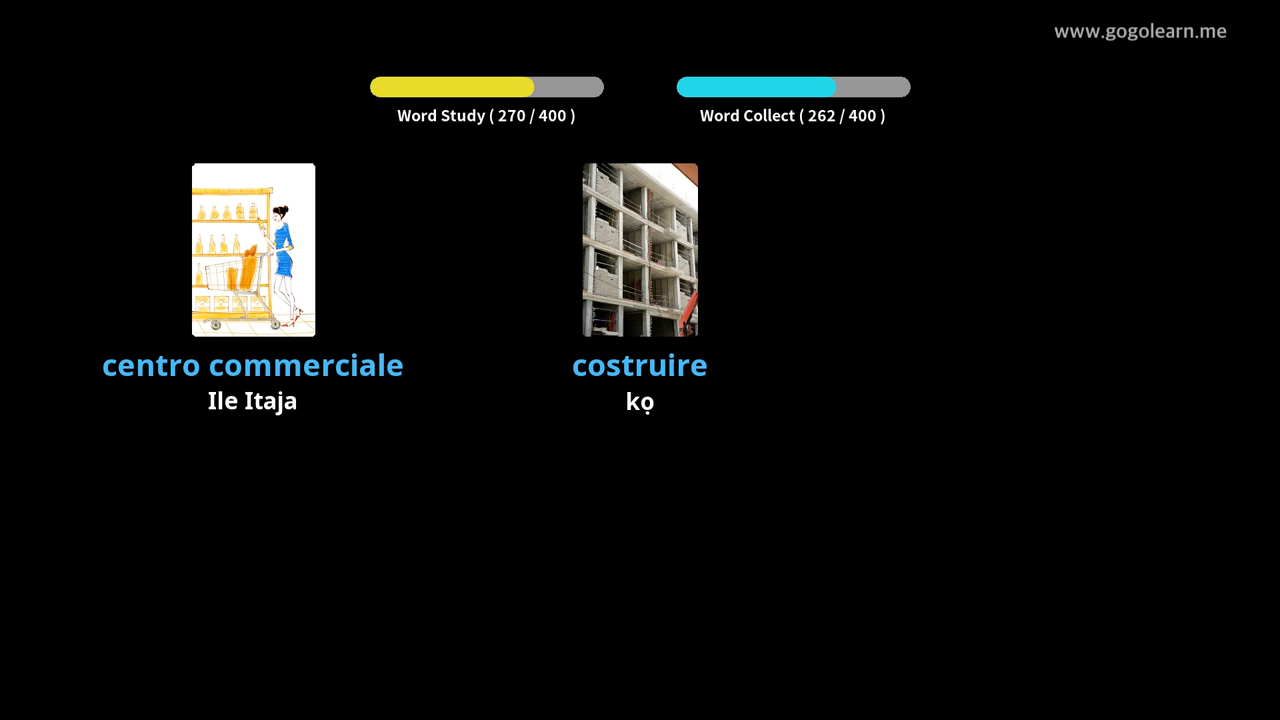 www.gogolearn.me
Word Study ( 270 / 400 )
Word Collect ( 262 / 400 )
centro commerciale
Ile Itaja
costruire
kọ